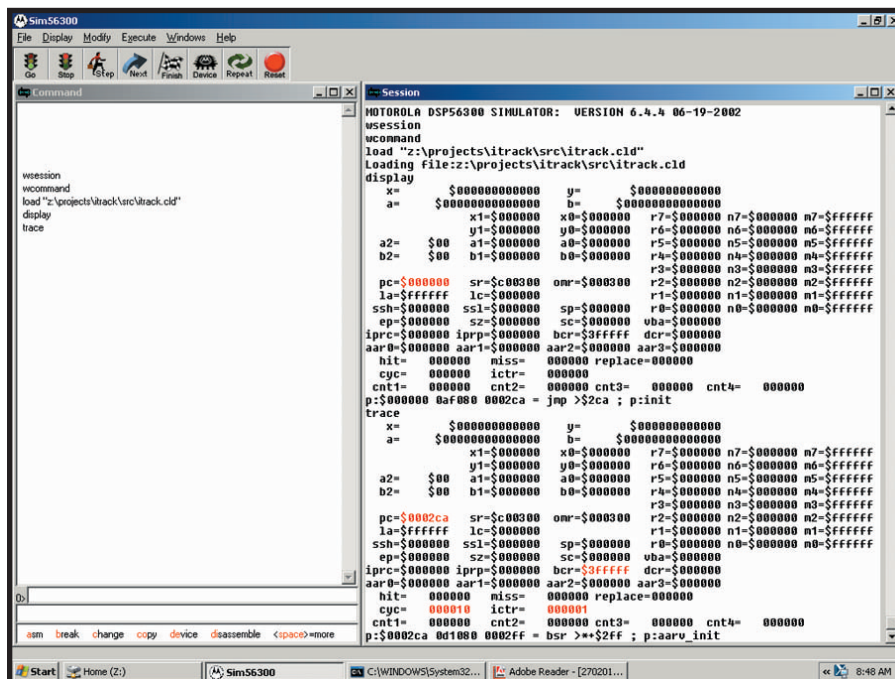 Sim56300
File Display Modify Execute Windows Help
Go Stop Step Next Finish Device Repeat Reset
Command
wsession
wcommand
load "z:\projects\itrack\src\itrack.cld"
display
trace
0>
asm break change copy device disassemble <space>=more
Session
MOTOROLA DSP56300 SIMULATOR: VERSION 6.4.4 06-19-2002
wsession
wcommand
load "z:\projects\itrack\src\itrack.cld"
Loading file:z:\projects\itrack\src\itrack.cld
display
x= $000000000000 y= $000000000000
a= $00000000000000 b= $00000000000000
x1=$000000 x0=$000000 r7=$000000 n7=$000000 m7=$ffffff
y1=$000000 y0=$000000 r6=$000000 n6=$000000 m6=$ffffff
a2= $00 a1=$000000 a0=$000000 r5=$000000 n5=$000000 m5=$ffffff
b2= $00 b1=$000000 b0=$000000 r4=$000000 n4=$000000 m4=$ffffff
r3=$000000 n3=$000000 m3=$ffffff
pc=$000000 sr=$c00300 omr=$000300 r2=$000000 n2=$000000 m2=$ffffff
la=$ffffff lc=$000000 r1=$000000 n1=$000000 m1=$ffffff
ssh=$000000 ssl=$000000 sp=$000000 r0=$000000 n0=$000000 m0=$ffffff
ep=$000000 sz=$000000 sc=$000000 vba=$000000
iprc=$000000 iprp=$000000 bcr=$3fffff dcr=$000000
aar0=$000000 aar1=$000000 aar2=$000000 aar3=$000000
hit= 000000 miss= 000000 replace=000000
cyc= 000000 ictr= 000000
cnt1= 000000 cnt2= 000000 cnt3= 000000 cnt4= 000000
p:$000000 0af080 0002ca = jmp >$2ca ; p:init
trace
x= $000000000000 y= $000000000000
a= $00000000000000 b= $00000000000000
x1=$000000 x0=$000000 r7=$000000 n7=$000000 m7=$ffffff
y1=$000000 y0=$000000 r6=$000000 n6=$000000 m6=$ffffff
a2= $00 a1=$000000 a0=$000000 r5=$000000 n5=$000000 m5=$ffffff
b2= $00 b1=$000000 b0=$000000 r4=$000000 n4=$000000 m4=$ffffff
r3=$000000 n3=$000000 m3=$ffffff
pc=$0002ca sr=$c00300 omr=$000300 r2=$000000 n2=$000000 m2=$ffffff
la=$ffffff lc=$000000 r1=$000000 n1=$000000 m1=$ffffff
ssh=$000000 ssl=$000000 sp=$000000 r0=$000000 n0=$000000 m0=$ffffff
ep=$000000 sz=$000000 sc=$000000 vba=$000000
iprc=$000000 iprp=$000000 bcr=$3fffff dcr=$000000
aar0=$000000 aar1=$000000 aar2=$000000 aar3=$000000
hit= 000000 miss= 000000 replace=000000
cyc= 000010 ictr= 000001
cnt1= 000000 cnt2= 000000 cnt3= 000000 cnt4= 000000
p:$0002ca 0d1080 0002ff = bsr >*+$2ff ; p:aarv_init
Start Home (Z:) Sim56300 C:\WINDOWS\System32... Adobe Reader - [270201... « 8:48 AM